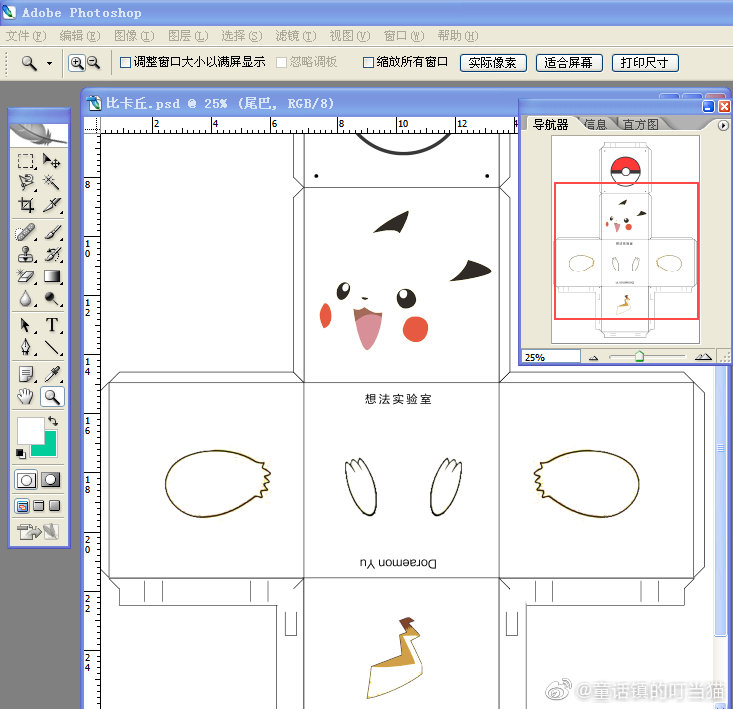 Adobe Photoshop
文件(F) 编辑(E) 图像(I) 图层(L) 选择(S) 滤镜(T) 视图(V) 窗口(W) 帮助(H)
调整窗口大小以满屏显示 忽略调板 缩放所有窗口 实际像素 适合屏幕 打印尺寸
比卡丘.psd @ 25% (尾巴, RGB/8)
导航器 信息 直方图
2 4 6 8 10 12 14
8
10
12
14
16
18
20
22
24
25%
T
想法实验室
Doraemon Yu
@童话镇的叮当猫